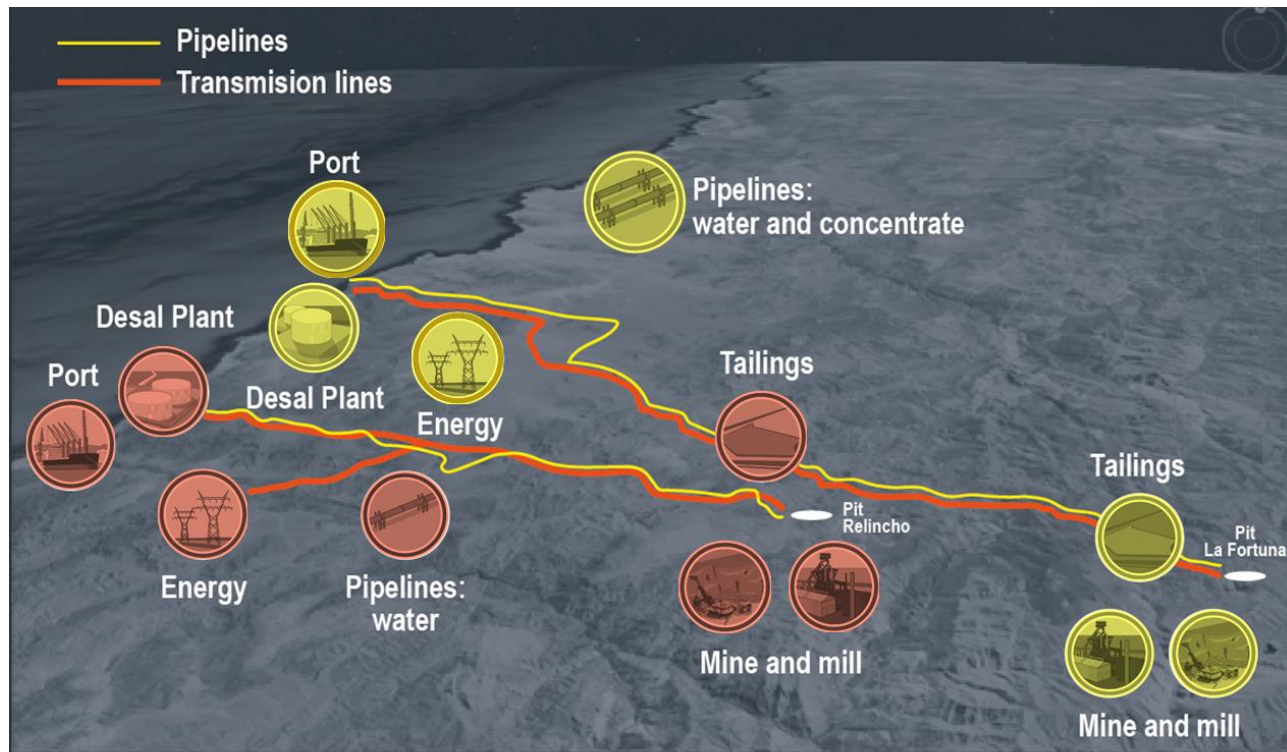 Pipelines
Transmision lines
Port
Pipelines:
water and concentrate
Desal Plant
Port
Desal Plant
Energy
Tailings
Tailings
Energy
Pipelines:
water
Pit
Relincho
Pit
La Fortuna
Mine and mill
Mine and mill